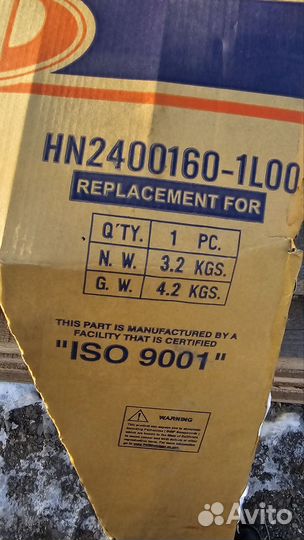 HN2400160-1L00
REPLACEMENT FOR
Q'TY. 1 PC.
N. W. 3.2 KGS.
G. W. 4.2 KGS.
THIS PART IS MANUFACTURED BY A
FACILITY THAT IS CERTIFIED
"ISO 9001"
WARNING
Avito